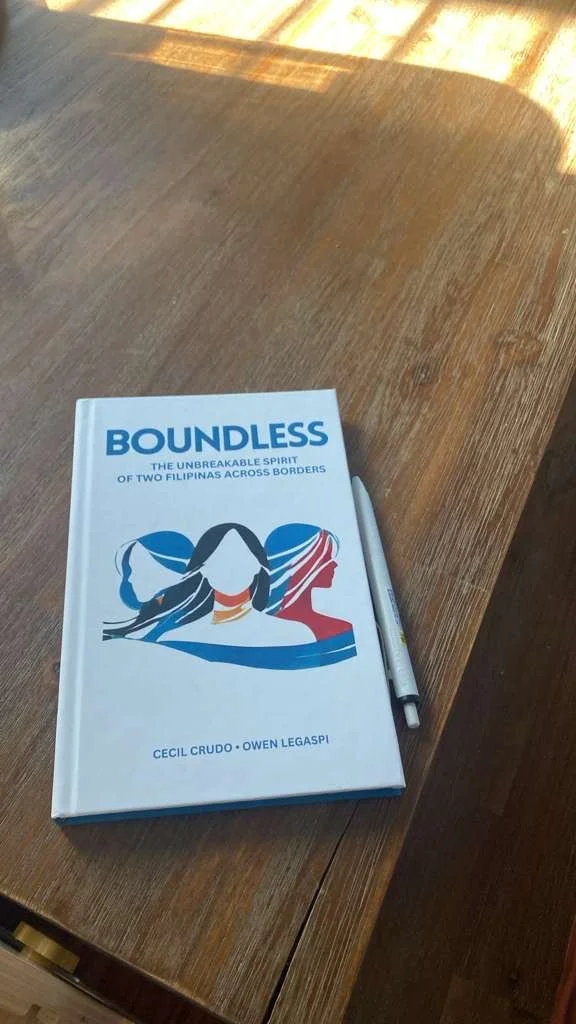 BOUNDLESS
THE UNBREAKABLE SPIRIT
OF TWO FILIPINAS ACROSS BORDERS
CECIL CRUDO • OWEN LEGASPI